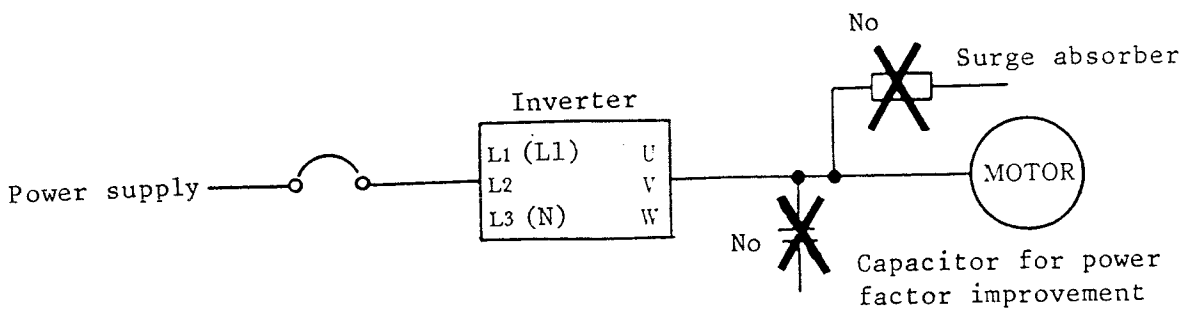 No
Surge absorber
Inverter
L1 (L1) U
Power supply
L2 V
MOTOR
L3 (N) W
No
Capacitor for power
factor improvement